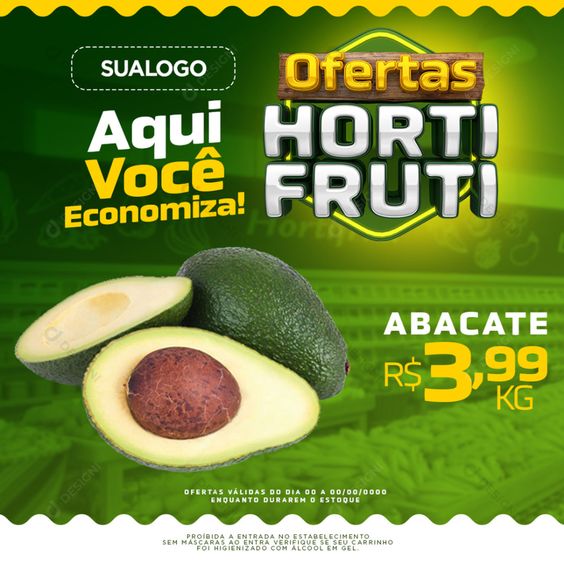 SUALOGO
Aqui
Você
Economiza!
Ofertas
HORTI
FRUTI
ABACATE
R$3,99
KG
OFERTAS VÁLIDAS DO DIA 00 A 00/00/0000
ENQUANTO DURAREM O ESTOQUE
PROÍBIDA A ENTRADA NO ESTABELECIMENTO
SEM MÁSCARAS AO ENTRA VERIFIQUE SE SEU CARRINHO
FOI HIGIENIZADO COM ÁLCOOL EM GEL.